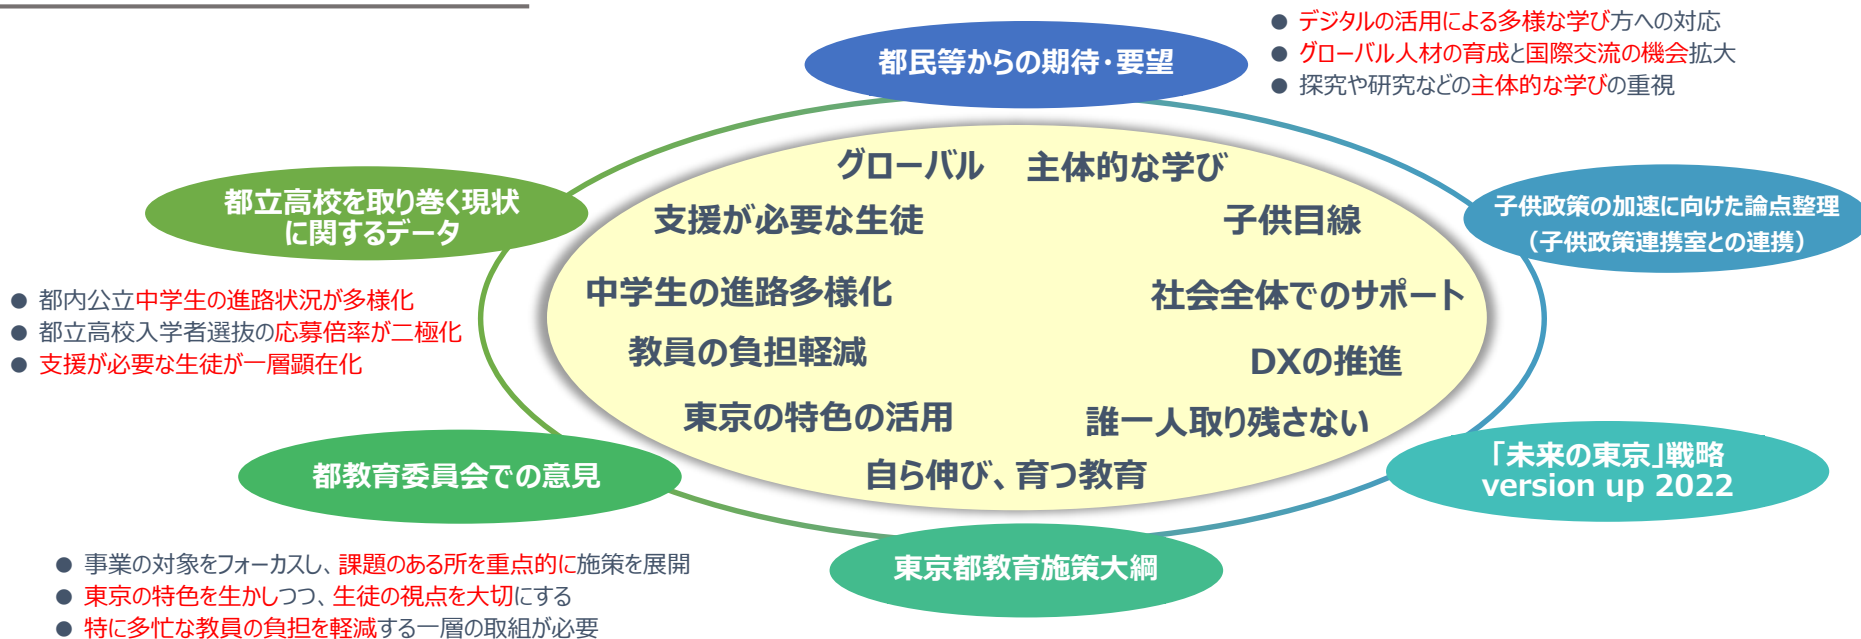 都民等からの期待・要望
● デジタルの活用による多様な学び方への対応
● グローバル人材の育成と国際交流の機会拡大
● 探究や研究などの主体的な学びの重視
都立高校を取り巻く現状
に関するデータ
● 都内公立中学生の進路状況が多様化
● 都立高校入学者選抜の応募倍率が二極化
● 支援が必要な生徒が一層顕在化
グローバル 主体的な学び
支援が必要な生徒 子供目線
中学生の進路多様化 社会全体でのサポート
教員の負担軽減 DXの推進
東京の特色の活用 誰一人取り残さない
自ら伸び、育つ教育
子供政策の加速に向けた論点整理
(子供政策連携室との連携)
「未来の東京」戦略
version up 2022
都教育委員会での意見
● 事業の対象をフォーカスし、課題のある所を重点的に施策を展開
● 東京の特色を生かしつつ、生徒の視点を大切にする
● 特に多忙な教員の負担を軽減する一層の取組が必要
東京都教育施策大綱